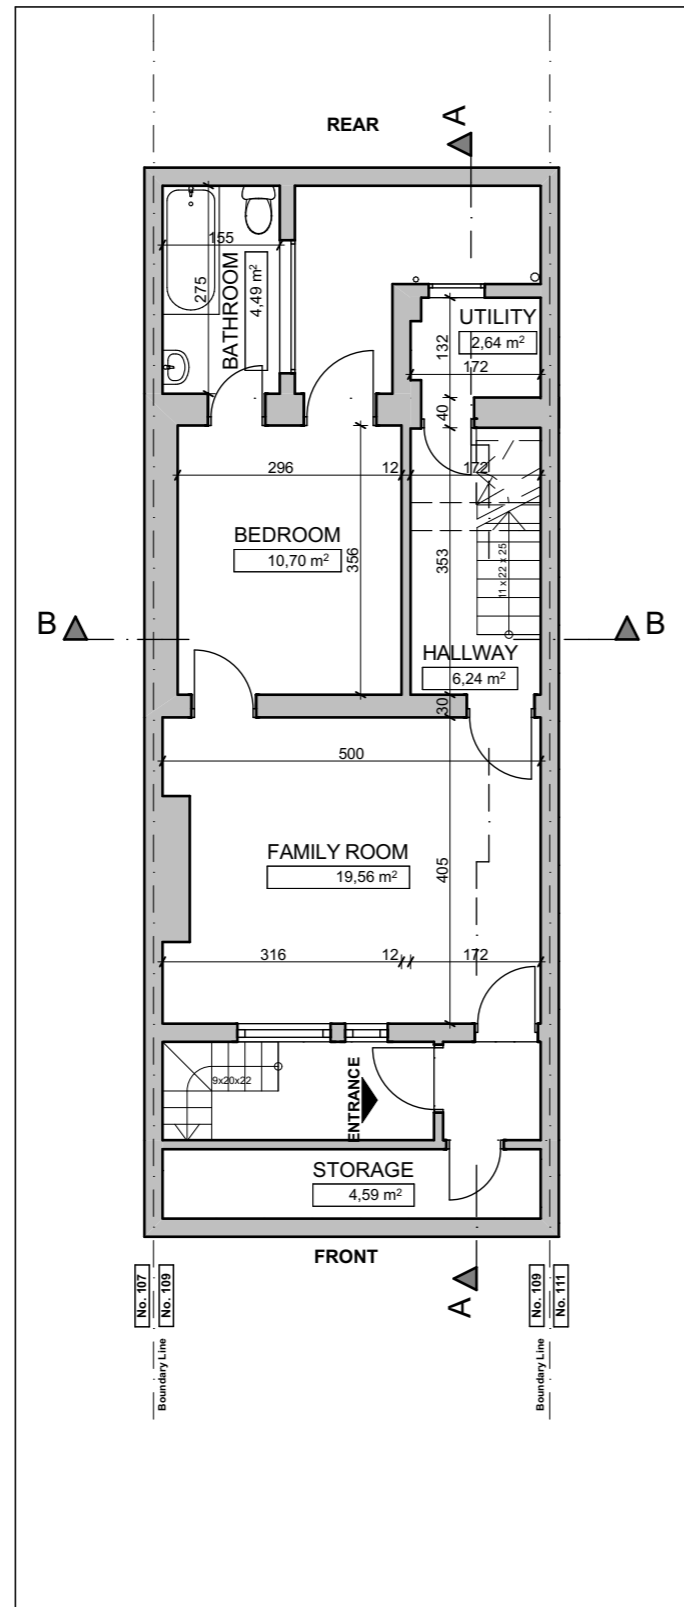 A
REAR
155
275
BATHROOM
4,49 m²
UTILITY
2,64 m²
132
172
40
296
12
172
BEDROOM
10,70 m²
356
353
11 x 22 x 25
B
B
HALLWAY
6,24 m²
30
500
FAMILY ROOM
19,56 m²
405
316
12
172
9x20x22
ENTRANCE
STORAGE
4,59 m²
FRONT
A
No. 107
No. 109
No. 109
No. 111
Boundary Line
Boundary Line